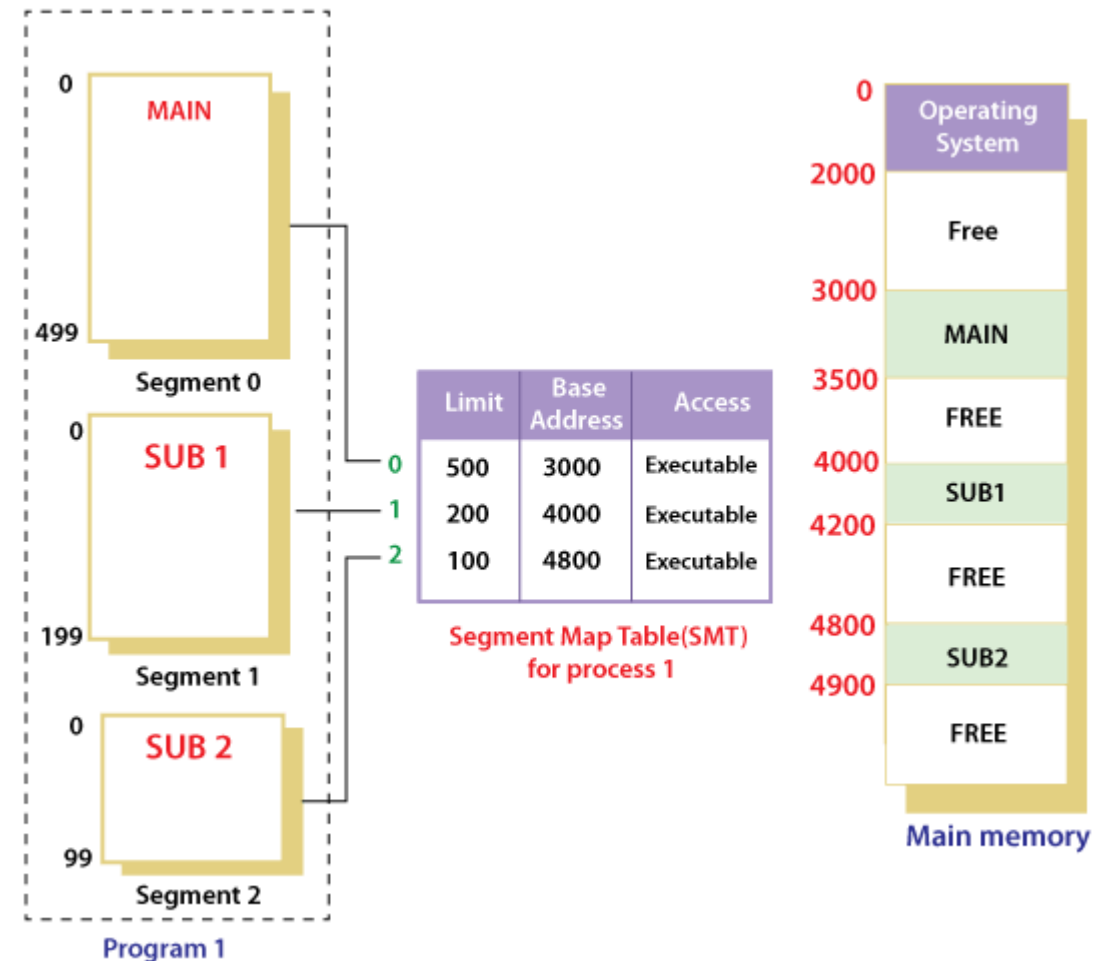 0
MAIN
499
Segment 0
0
SUB 1
199
Segment 1
0
SUB 2
99
Segment 2
Program 1
Limit Base Address Access
0 500 3000 Executable
1 200 4000 Executable
2 100 4800 Executable
Segment Map Table(SMT)
for process 1
0
Operating
System
2000
Free
3000
MAIN
3500
FREE
4000
SUB1
4200
FREE
4800
SUB2
4900
FREE
Main memory